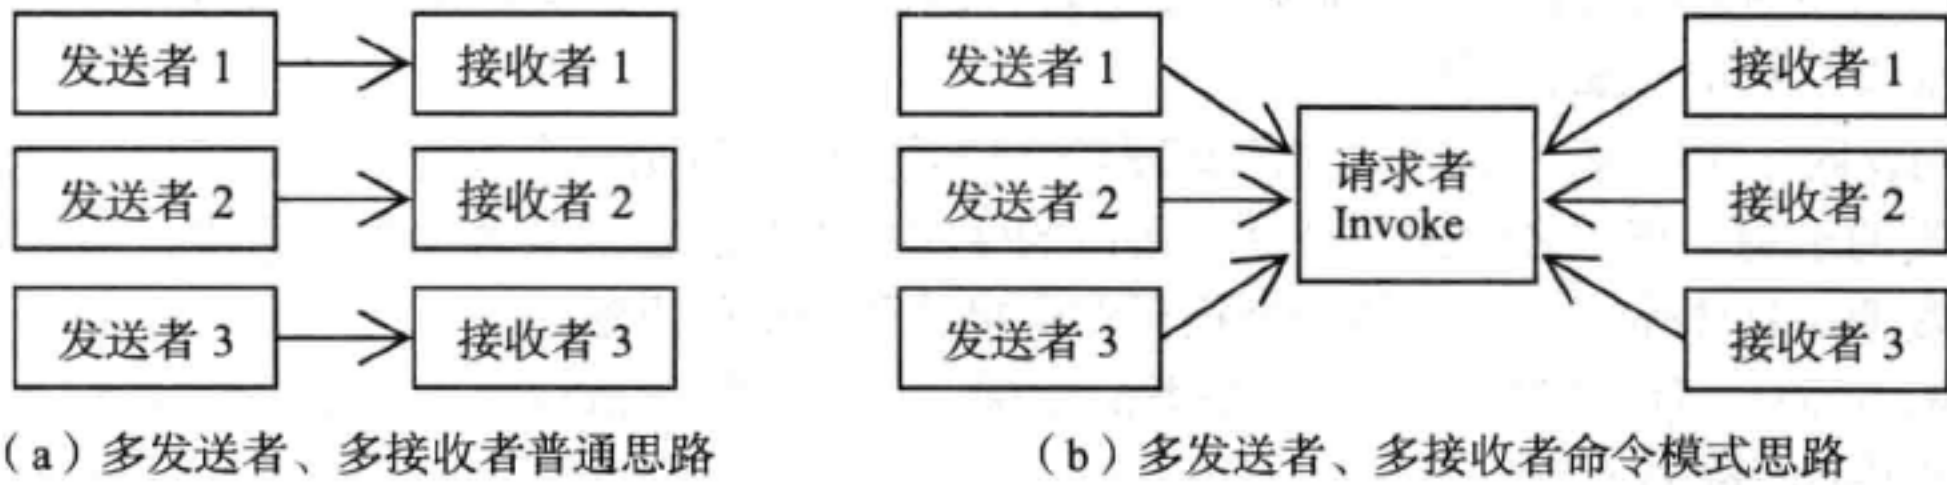 发送者 1
接收者 1
发送者 2
接收者 2
发送者 3
接收者 3
(a)多发送者、多接收者普通思路
发送者 1
发送者 2
发送者 3
请求者
Invoke
接收者 1
接收者 2
接收者 3
(b)多发送者、多接收者命令模式思路